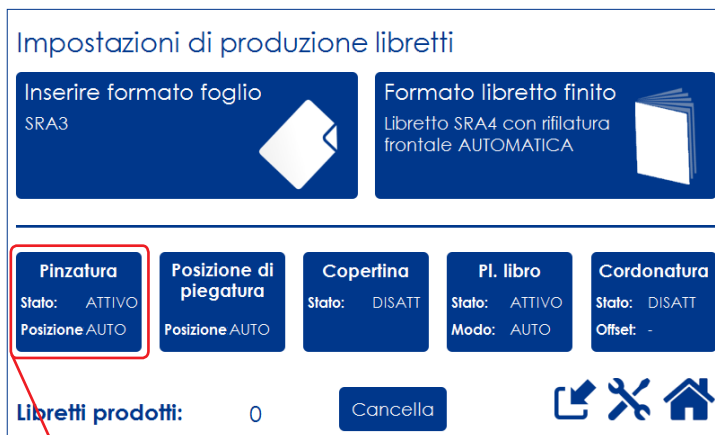 Impostazioni di produzione libretti
Inserire formato foglio
SRA3
Formato libretto finito
Libretto SRA4 con rifilatura
frontale AUTOMATICA
Pinzatura
Stato: ATTIVO
Posizione AUTO
Posizione di
piegatura
Posizione AUTO
Copertina
Stato: DISATT
Pl. libro
Stato: ATTIVO
Modo: AUTO
Cordonatura
Stato: DISATT
Offset: -
Libretti prodotti: 0
Cancella